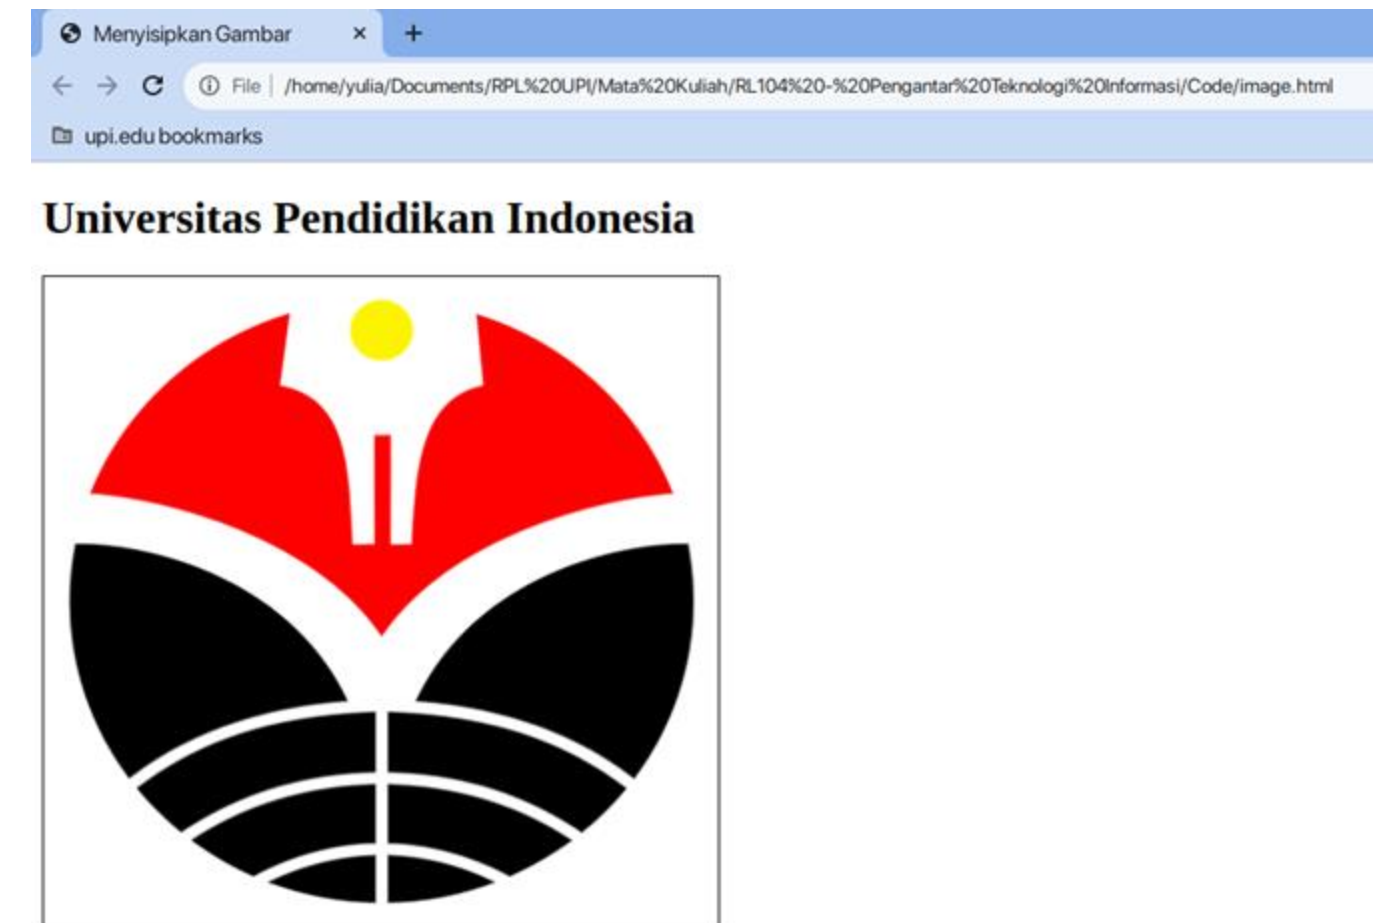 Menyisipkan Gambar
File | /home/yulia/Documents/RPL%20UPI/Mata%20Kuliah/RL104%20-%20Pengantar%20Teknologi%20Informasi/Code/image.html
upi.edu bookmarks
Universitas Pendidikan Indonesia